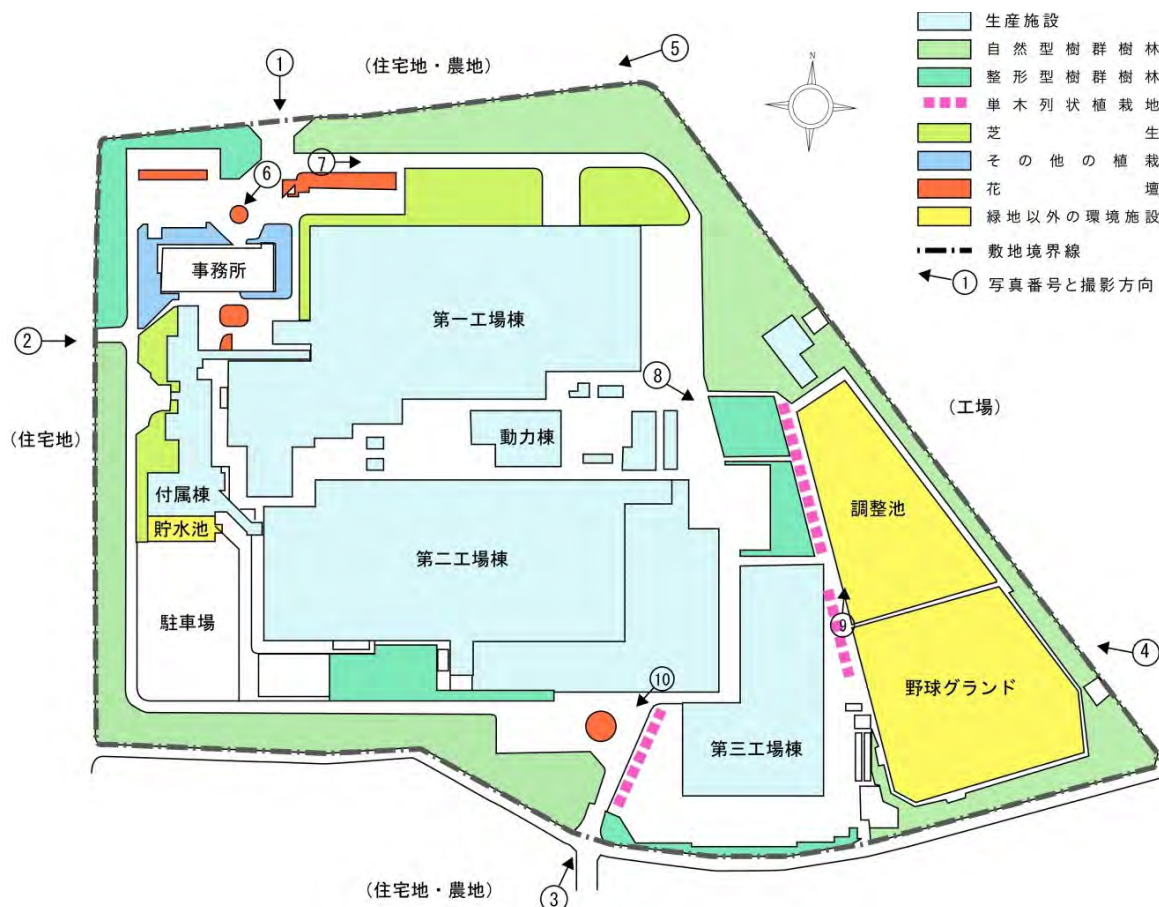 生産施設
自然型樹群樹林
整形型樹群樹林
単木列状植栽地
芝生
その他の植栽
花壇
緑地以外の環境施設
敷地境界線
① 写真番号と撮影方向
N
(住宅地・農地)
①
⑤
⑦
⑥
事務所
②
第一工場棟
(住宅地)
⑧
(工場)
動力棟
付属棟
貯水池
調整池
第二工場棟
駐車場
⑨
④
野球グランド
⑩
第三工場棟
(住宅地・農地)
③